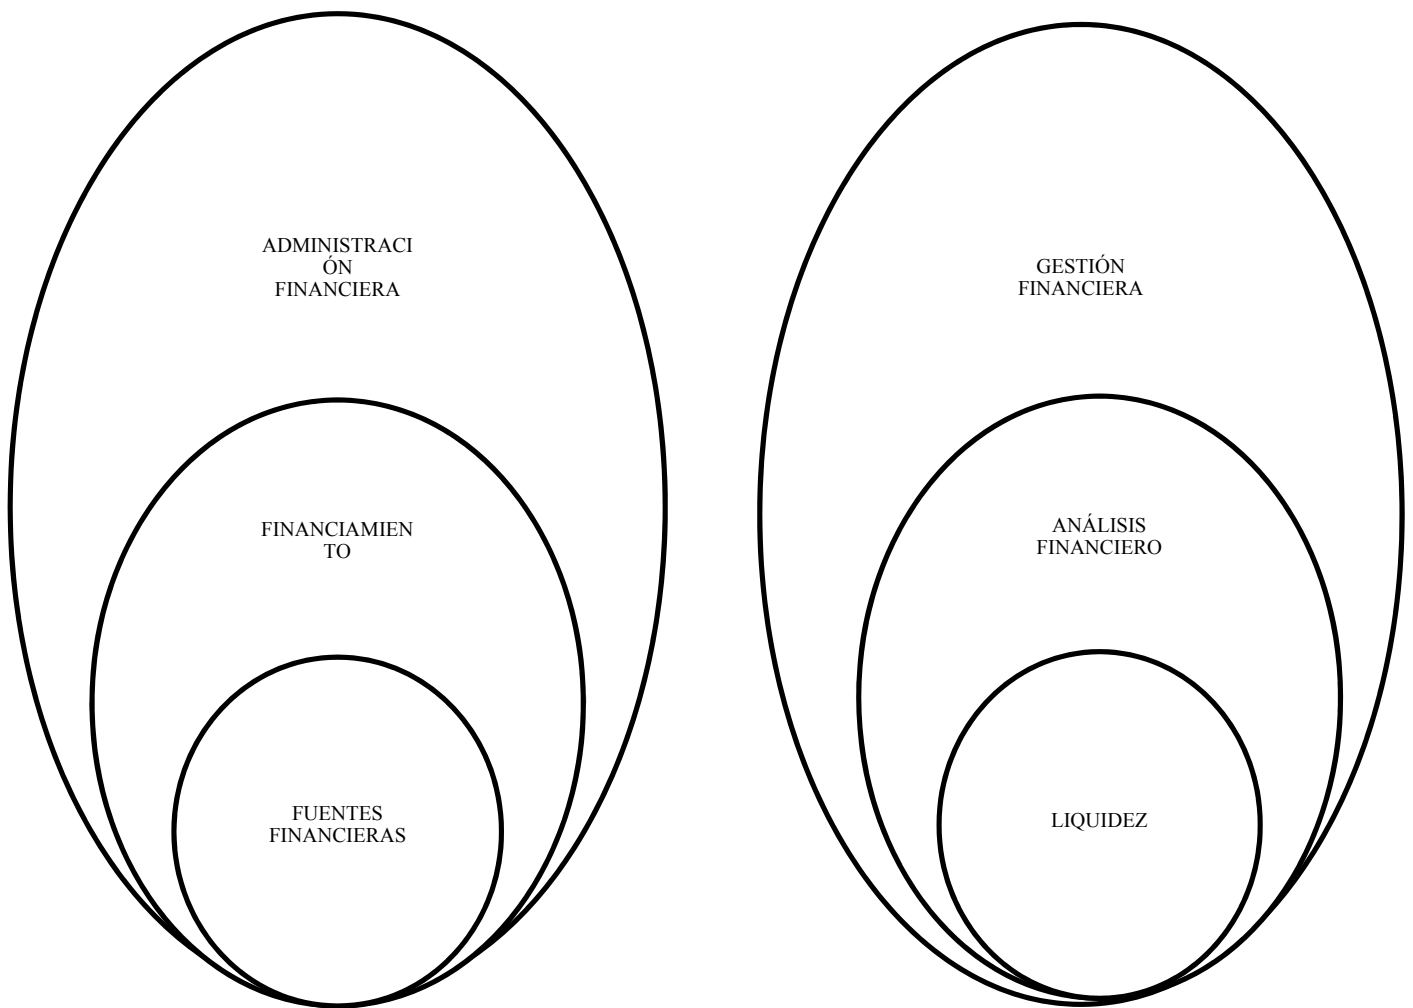 ADMINISTRACI
ÓN
FINANCIERA
FINANCIAMIEN
TO
FUENTES
FINANCIERAS
GESTIÓN
FINANCIERA
ANÁLISIS
FINANCIERO
LIQUIDEZ